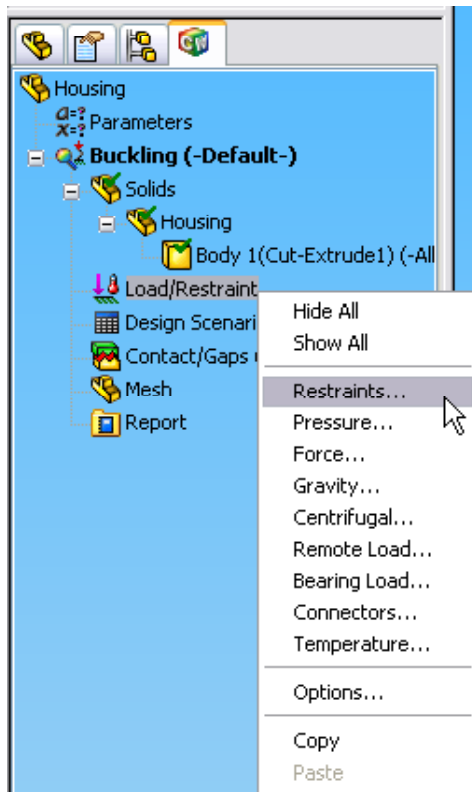 Housing
a=?
x=? Parameters
Buckling (-Default-)
Solids
Housing
Body 1(Cut-Extrude1) (-All
Load/Restraint
Design Scenari
Contact/Gaps
Mesh
Report
Hide All
Show All
Restraints...
Pressure...
Force...
Gravity...
Centrifugal...
Remote Load...
Bearing Load...
Connectors...
Temperature...
Options...
Copy
Paste